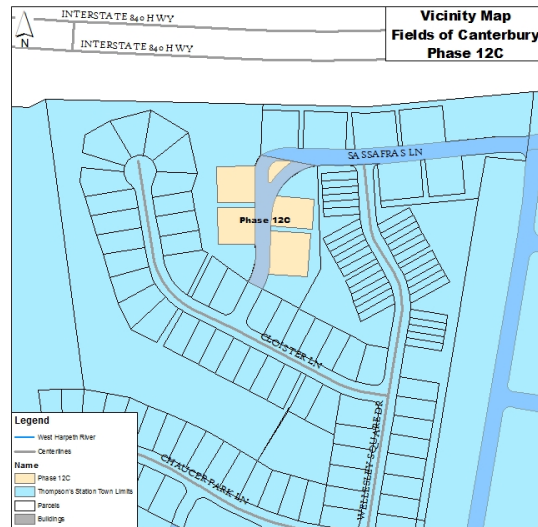 INTERSTATE 840 HWY
N
INTERSTATE 840 HWY
Vicinity Map
Fields of Canterbury
Phase 12C
SASSAFRAS LN
Phase 12C
CLOISTER LN
WELLESLEY SQUARE DR
CHAUCER PARK LN
Legend
West Harpeth River
Centerlines
Name
Phase 12C
Thompson's Station Town Limits
Parcels
Buildings